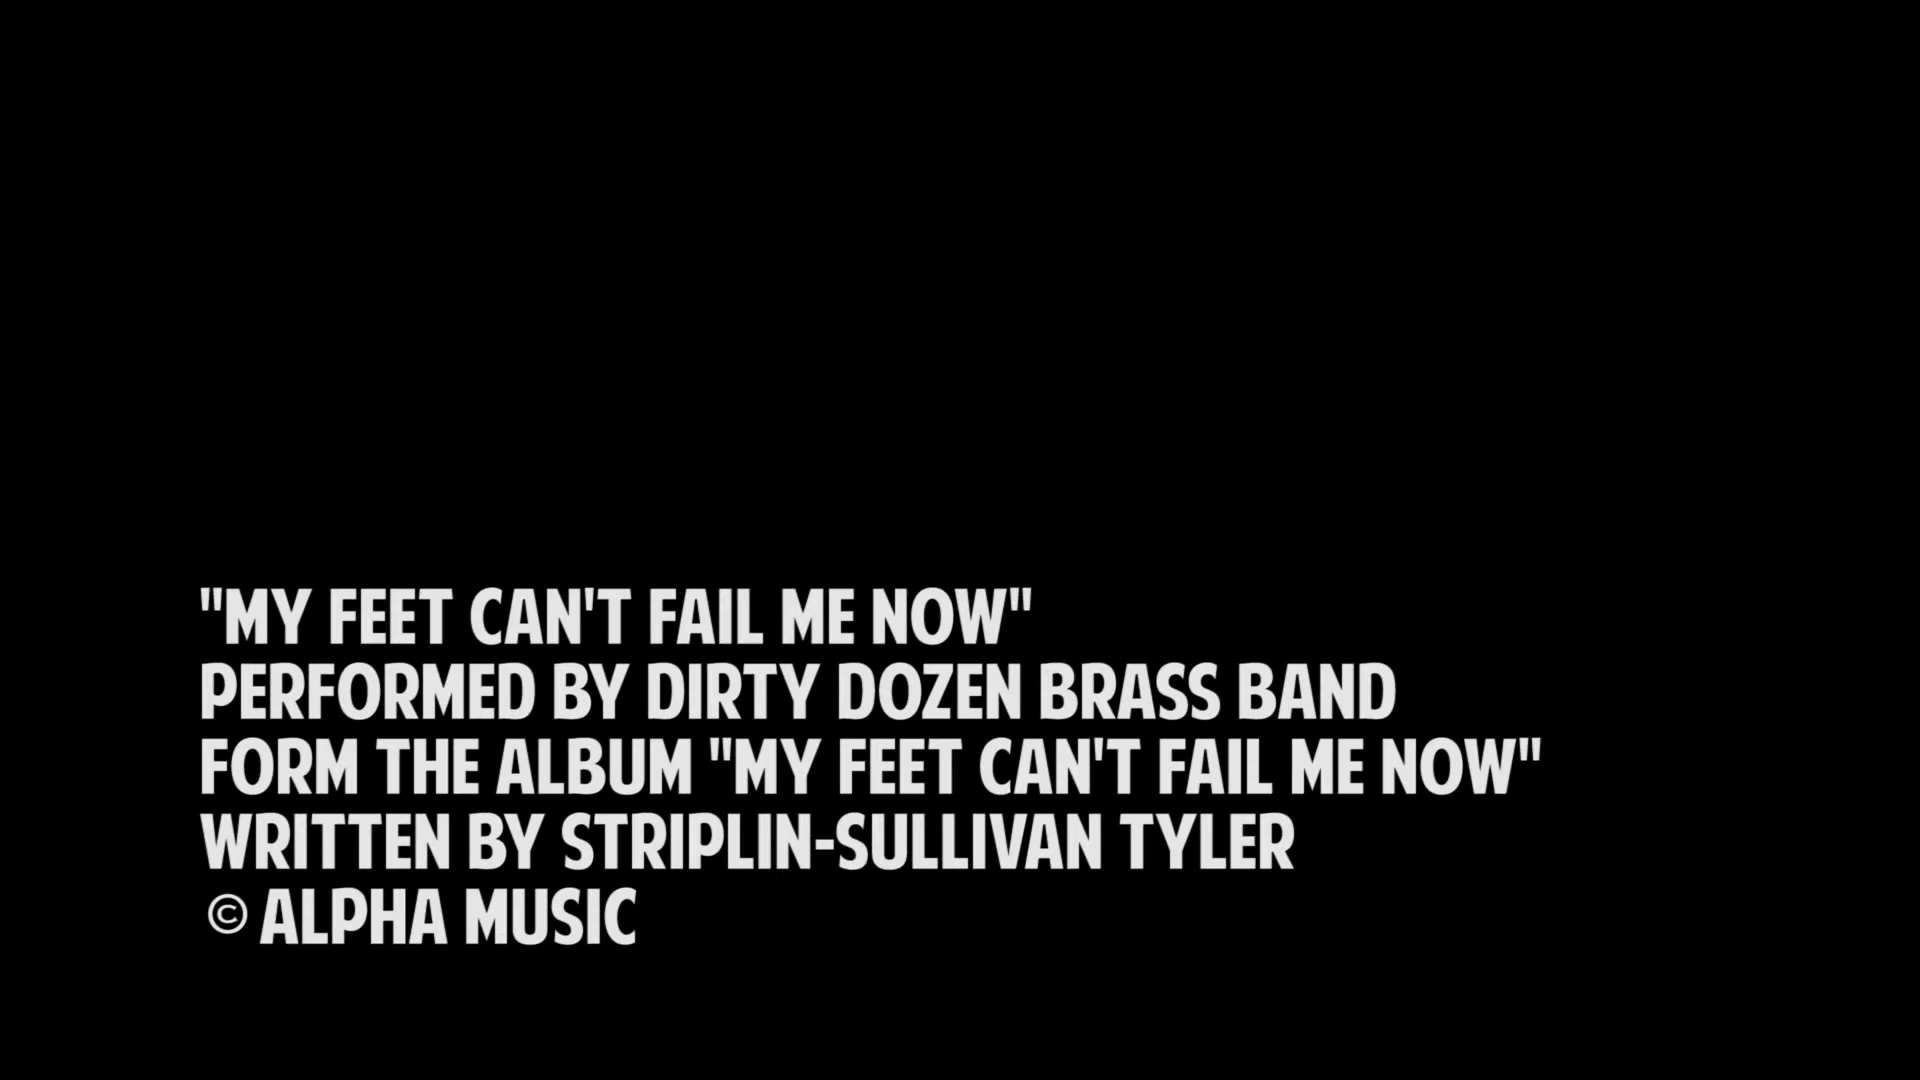 "MY FEET CAN'T FAIL ME NOW"
PERFORMED BY DIRTY DOZEN BRASS BAND
FORM THE ALBUM "MY FEET CAN'T FAIL ME NOW"
WRITTEN BY STRIPLIN-SULLIVAN TYLER
© ALPHA MUSIC